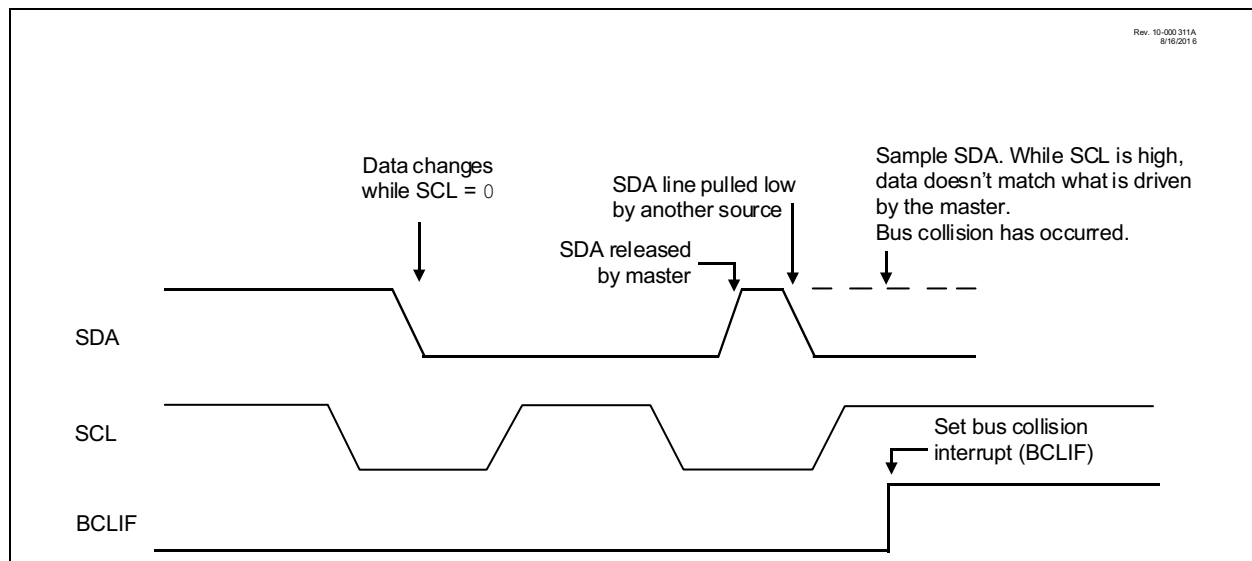 Rev. 10-000 311A
8/16/201 6
Data changes
while SCL = 0
SDA line pulled low
by another source
SDA released
by master
Sample SDA. While SCL is high,
data doesn't match what is driven
by the master.
Bus collision has occurred.
SDA
SCL
Set bus collision
interrupt (BCLIF)
BCLIF